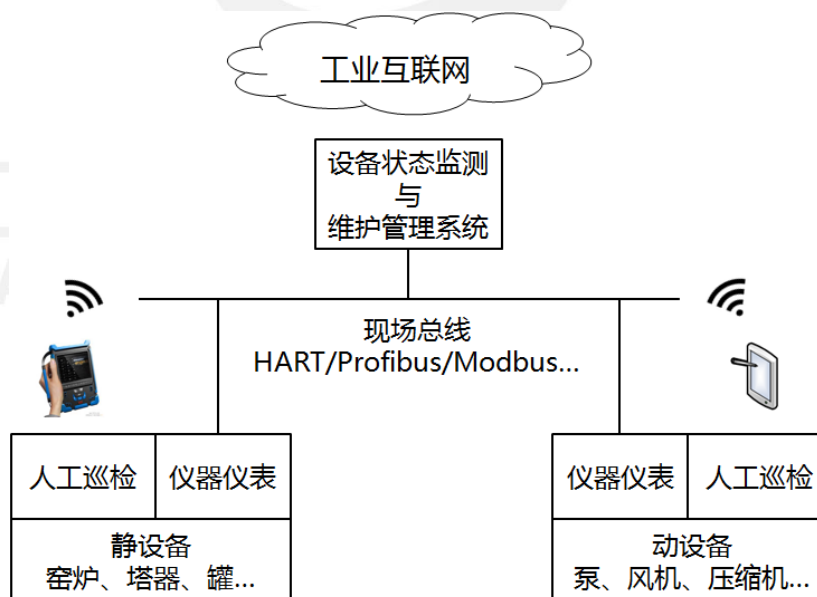 工业互联网
设备状态监测
与
维护管理系统
现场总线
HART/Profibus/Modbus...
人工巡检
仪器仪表
仪器仪表
人工巡检
静设备
窑炉、塔器、罐...
动设备
泵、风机、压缩机...